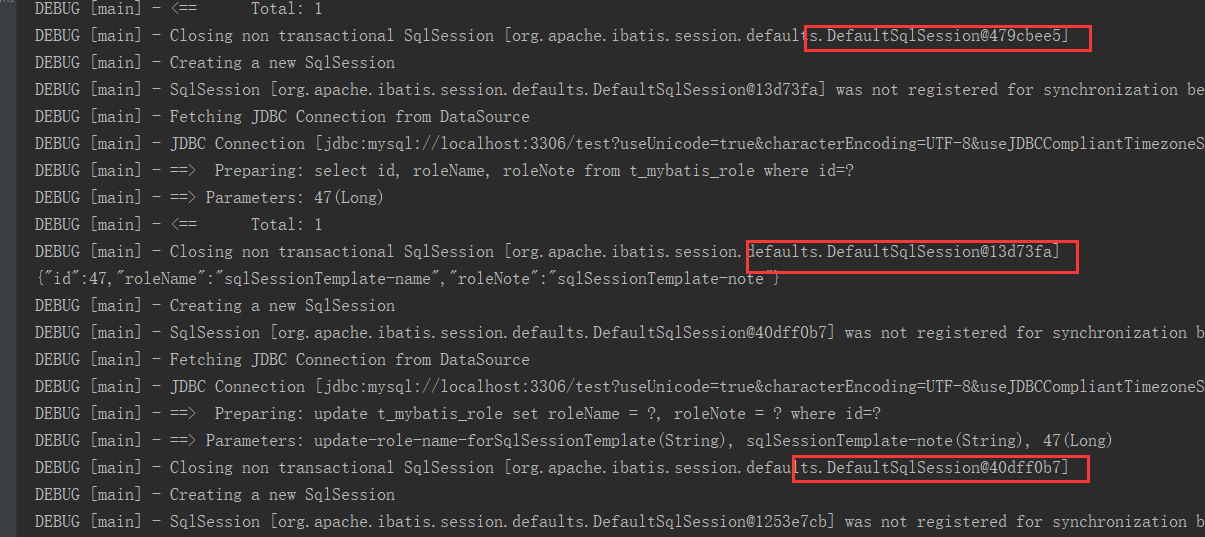 DEBUG [main] - <==      Total: 1
DEBUG [main] - Closing non transactional SqlSession [org.apache.ibatis.session.defaults.DefaultSqlSession@479cbee5]
DEBUG [main] - Creating a new SqlSession
DEBUG [main] - SqlSession [org.apache.ibatis.session.defaults.DefaultSqlSession@13d73fa] was not registered for synchronization be
DEBUG [main] - Fetching JDBC Connection from DataSource
DEBUG [main] - JDBC Connection [jdbc:mysql://localhost:3306/test?useUnicode=true&characterEncoding=UTF-8&useJDBCCompliantTimezoneS
DEBUG [main] - ==>  Preparing: select id, roleName, roleNote from t_mybatis_role where id=?
DEBUG [main] - ==> Parameters: 47(Long)
DEBUG [main] - <==      Total: 1
DEBUG [main] - Closing non transactional SqlSession [org.apache.ibatis.session.defaults.DefaultSqlSession@13d73fa]
{"id":47,"roleName":"sqlSessionTemplate-name","roleNote":"sqlSessionTemplate-note"}
DEBUG [main] - Creating a new SqlSession
DEBUG [main] - SqlSession [org.apache.ibatis.session.defaults.DefaultSqlSession@40dff0b7] was not registered for synchronization b
DEBUG [main] - Fetching JDBC Connection from DataSource
DEBUG [main] - JDBC Connection [jdbc:mysql://localhost:3306/test?useUnicode=true&characterEncoding=UTF-8&useJDBCCompliantTimezoneS
DEBUG [main] - ==>  Preparing: update t_mybatis_role set roleName = ?, roleNote = ? where id=?
DEBUG [main] - ==> Parameters: update-role-name-forSqlSessionTemplate(String), sqlSessionTemplate-note(String), 47(Long)
DEBUG [main] - Closing non transactional SqlSession [org.apache.ibatis.session.defaults.DefaultSqlSession@40dff0b7]
DEBUG [main] - Creating a new SqlSession
DEBUG [main] - SqlSession [org.apache.ibatis.session.defaults.DefaultSqlSession@1253e7cb] was not registered for synchronization b